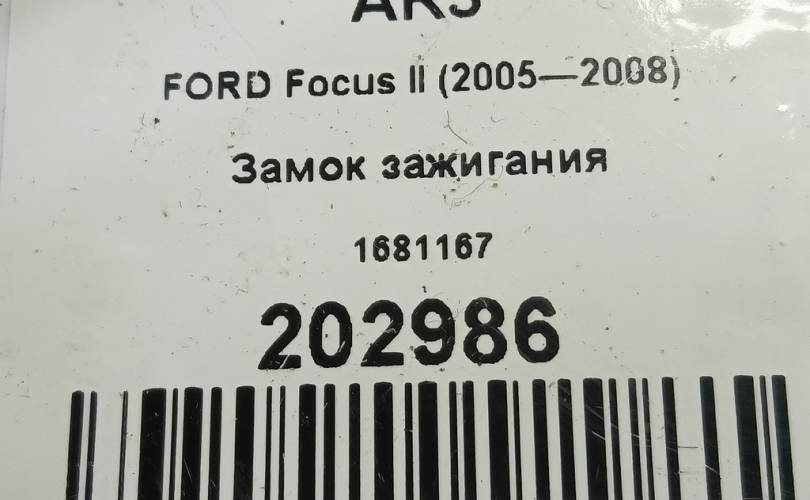 FORD Focus II (2005—2008)
Замок зажигания
1681167
202986